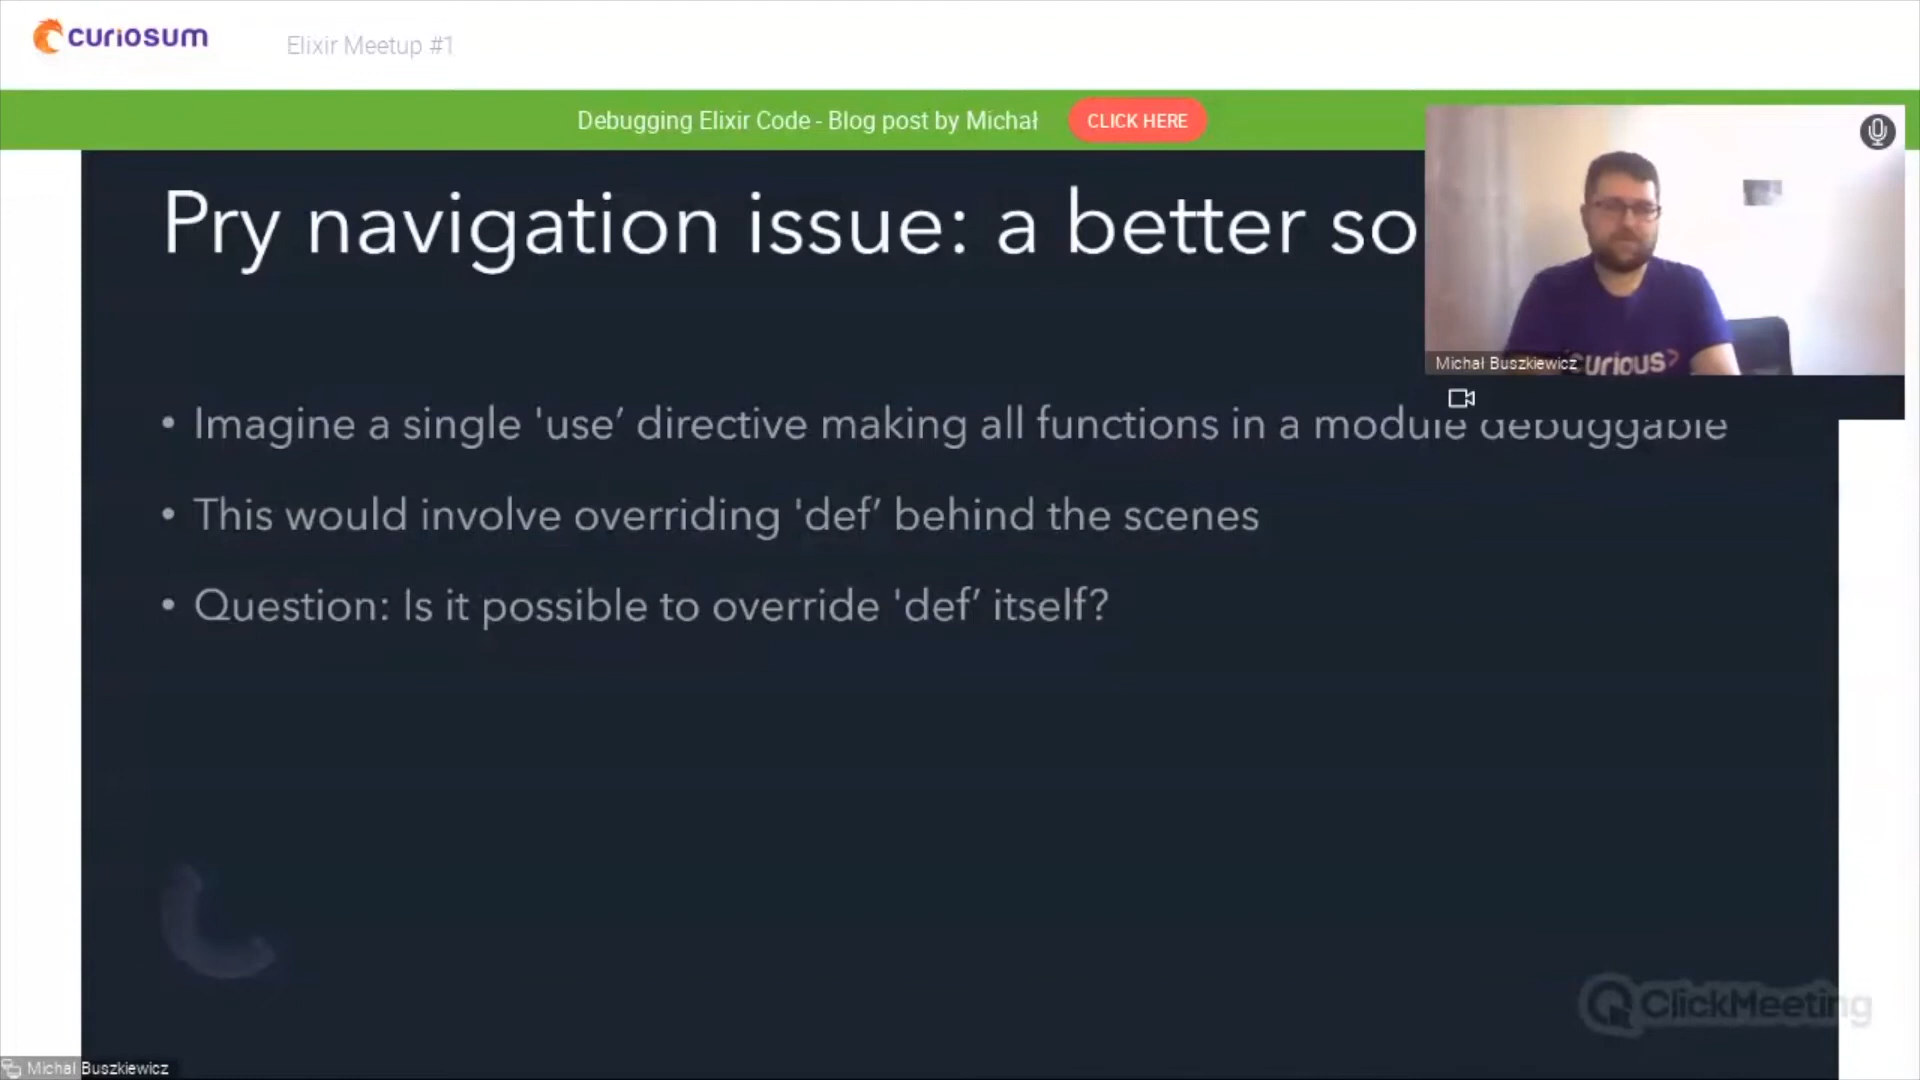 curiosum
Elixir Meetup #1
Debugging Elixir Code - Blog post by Michał
CLICK HERE
Pry navigation issue: a better so
curious>
Michał Buszkiewicz
• Imagine a single 'use’ directive making all functions in a module debuggable
• This would involve overriding 'def’ behind the scenes
• Question: Is it possible to override 'def’ itself?
ClickMeeting
Michał Buszkiewicz